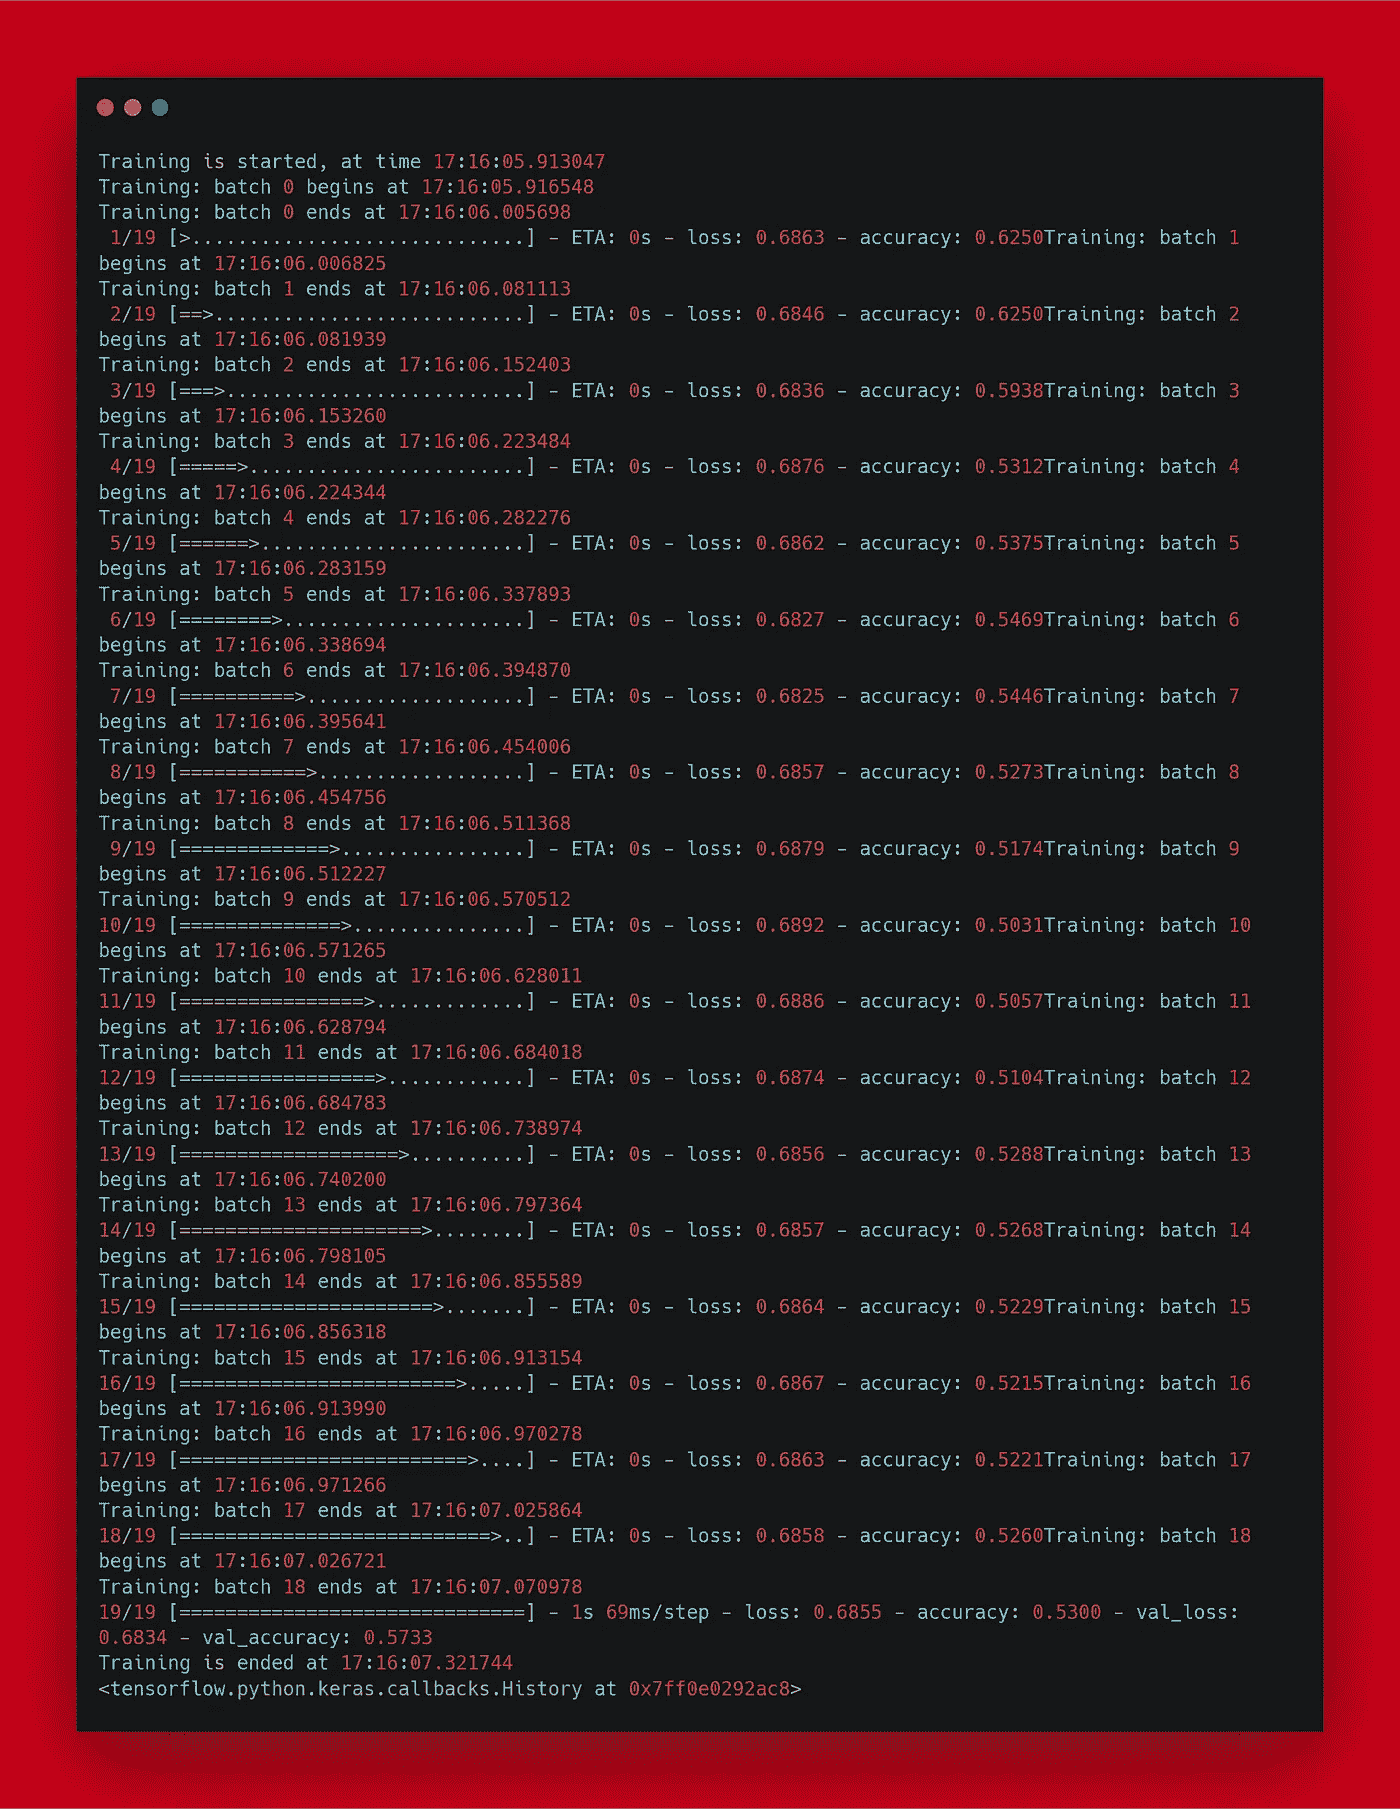 Training is started, at time 17:16:05.913047
Training: batch 0 begins at 17:16:05.916548
Training: batch 0 ends at 17:16:06.005698
1/19 [>.............................] - ETA: 0s - loss: 0.6863 - accuracy: 0.6250Training: batch 1
begins at 17:16:06.006825
Training: batch 1 ends at 17:16:06.081113
2/19 [==>...........................] - ETA: 0s - loss: 0.6846 - accuracy: 0.6250Training: batch 2
begins at 17:16:06.081939
Training: batch 2 ends at 17:16:06.152403
3/19 [===>..........................] - ETA: 0s - loss: 0.6836 - accuracy: 0.5938Training: batch 3
begins at 17:16:06.153260
Training: batch 3 ends at 17:16:06.223484
4/19 [=====>........................] - ETA: 0s - loss: 0.6876 - accuracy: 0.5312Training: batch 4
begins at 17:16:06.224344
Training: batch 4 ends at 17:16:06.282276
5/19 [======>.......................] - ETA: 0s - loss: 0.6862 - accuracy: 0.5375Training: batch 5
begins at 17:16:06.283159
Training: batch 5 ends at 17:16:06.337893
6/19 [========>.....................] - ETA: 0s - loss: 0.6827 - accuracy: 0.5469Training: batch 6
begins at 17:16:06.338694
Training: batch 6 ends at 17:16:06.394870
7/19 [==========>...................] - ETA: 0s - loss: 0.6825 - accuracy: 0.5446Training: batch 7
begins at 17:16:06.395641
Training: batch 7 ends at 17:16:06.454006
8/19 [===========>..................] - ETA: 0s - loss: 0.6857 - accuracy: 0.5273Training: batch 8
begins at 17:16:06.454756
Training: batch 8 ends at 17:16:06.511368
9/19 [=============>................] - ETA: 0s - loss: 0.6879 - accuracy: 0.5174Training: batch 9
begins at 17:16:06.512227
Training: batch 9 ends at 17:16:06.570512
10/19 [==============>...............] - ETA: 0s - loss: 0.6892 - accuracy: 0.5031Training: batch 10
begins at 17:16:06.571265
Training: batch 10 ends at 17:16:06.628011
11/19 [================>.............] - ETA: 0s - loss: 0.6886 - accuracy: 0.5057Training: batch 11
begins at 17:16:06.628794
Training: batch 11 ends at 17:16:06.684018
12/19 [=================>............] - ETA: 0s - loss: 0.6874 - accuracy: 0.5104Training: batch 12
begins at 17:16:06.684783
Training: batch 12 ends at 17:16:06.738974
13/19 [===================>..........] - ETA: 0s - loss: 0.6856 - accuracy: 0.5288Training: batch 13
begins at 17:16:06.740200
Training: batch 13 ends at 17:16:06.797364
14/19 [=====================>........] - ETA: 0s - loss: 0.6857 - accuracy: 0.5268Training: batch 14
begins at 17:16:06.798105
Training: batch 14 ends at 17:16:06.855589
15/19 [======================>.......] - ETA: 0s - loss: 0.6864 - accuracy: 0.5229Training: batch 15
begins at 17:16:06.856318
Training: batch 15 ends at 17:16:06.913154
16/19 [========================>.....] - ETA: 0s - loss: 0.6867 - accuracy: 0.5215Training: batch 16
begins at 17:16:06.913990
Training: batch 16 ends at 17:16:06.970278
17/19 [=========================>....] - ETA: 0s - loss: 0.6863 - accuracy: 0.5221Training: batch 17
begins at 17:16:06.971266
Training: batch 17 ends at 17:16:07.025864
18/19 [===========================>..] - ETA: 0s - loss: 0.6858 - accuracy: 0.5260Training: batch 18
begins at 17:16:07.026721
Training: batch 18 ends at 17:16:07.070978
19/19 [==============================] - 1s 69ms/step - loss: 0.6855 - accuracy: 0.5300 - val_loss:
0.6834 - val_accuracy: 0.5733
Training is ended at 17:16:07.321744
<tensorflow.python.keras.callbacks.History at 0x7ff0e0292ac8>